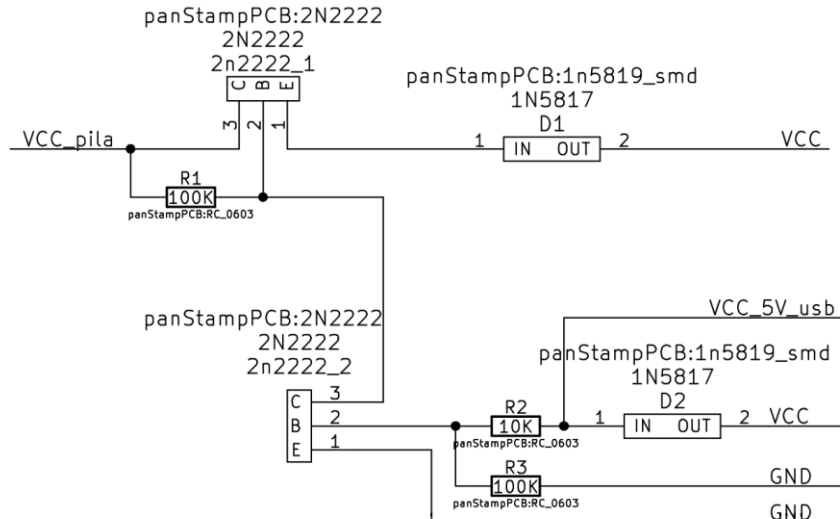 panStampPCB:2N2222
2N2222
2n2222_1
C B E
3 2 1
VCC_pila
R1
100K
panStampPCB:RC_0603
panStampPCB:1n5819_smd
1N5817
D1
1 IN OUT 2 VCC
panStampPCB:2N2222
2N2222
2n2222_2
C 3
B 2
E 1
VCC_5V_usb
panStampPCB:1n5819_smd
1N5817
D2
1 IN OUT 2 VCC
R2
10K
panStampPCB:RC_0603
R3
100K
panStampPCB:RC_0603
GND
GND